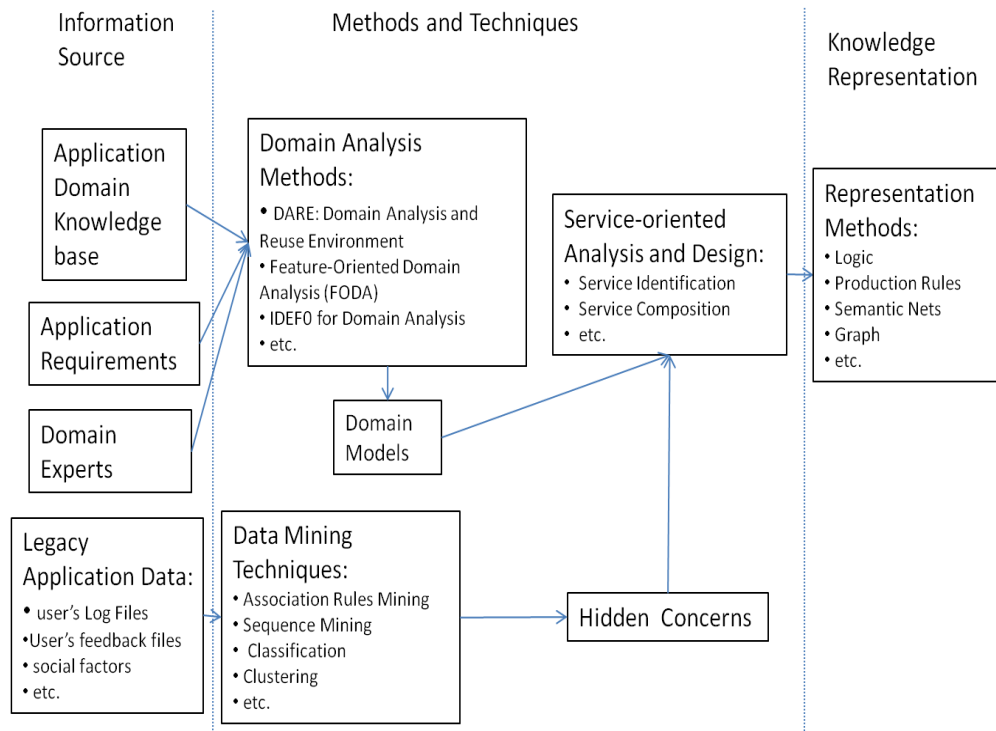 Information
Source
Methods and Techniques
Knowledge
Representation
Application
Domain
Knowledge
base
Application
Requirements
Domain
Experts
Legacy
Application Data:
• user's Log Files
•User's feedback files
• social factors
• etc.
Domain Analysis
Methods:
• DARE: Domain Analysis and
Reuse Environment
• Feature-Oriented Domain
Analysis (FODA)
• IDEF0 for Domain Analysis
• etc.
Domain
Models
Data Mining
Techniques:
• Association Rules Mining
• Sequence Mining
• Classification
• Clustering
• etc.
Hidden Concerns
Service-oriented
Analysis and Design:
• Service Identification
• Service Composition
• etc.
Representation
Methods:
• Logic
• Production Rules
• Semantic Nets
• Graph
• etc.